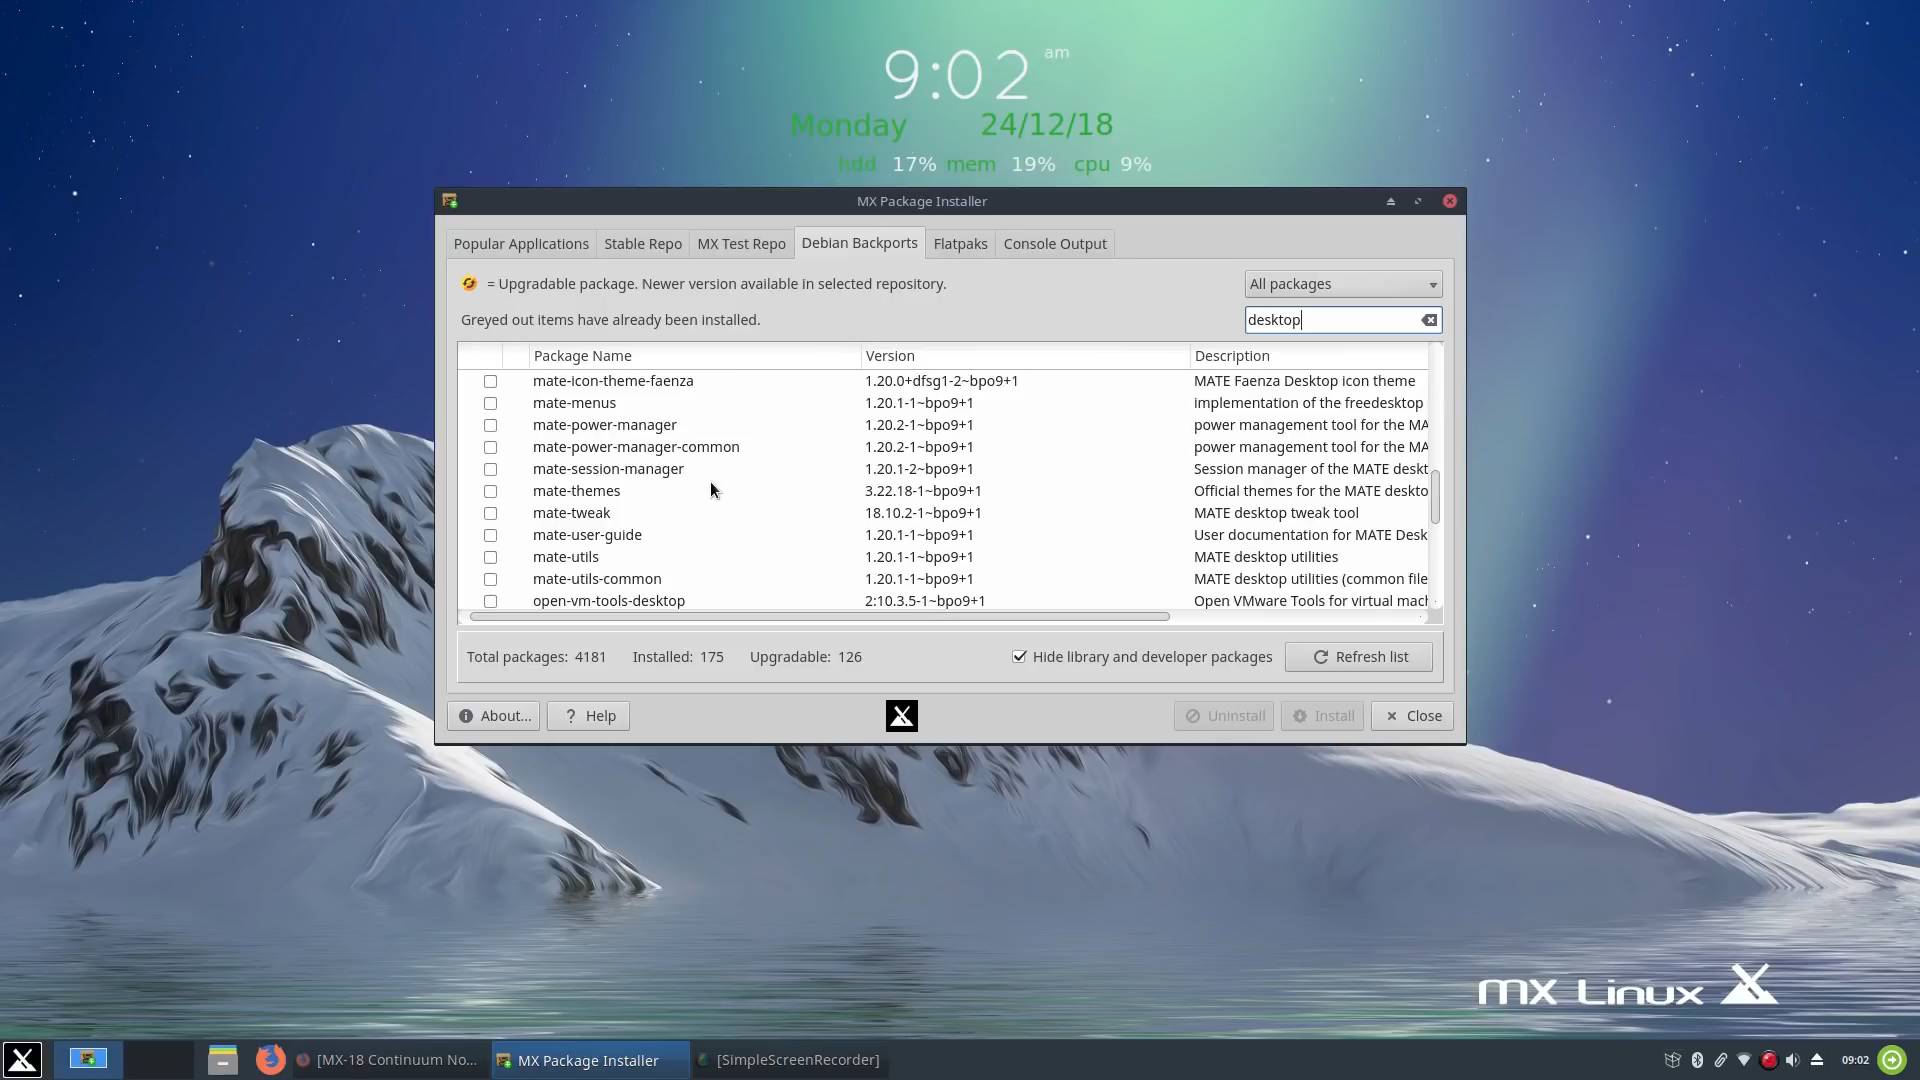 9:02 am
Monday 24/12/18
hdd 17% mem 19% cpu 9%
MX Package Installer
Popular Applications Stable Repo MX Test Repo Debian Backports Flatpaks Console Output
= Upgradable package. Newer version available in selected repository. All packages
Greyed out items have already been installed. desktop
Package Name Version Description
mate-icon-theme-faenza 1.20.0+dfsg1-2~bpo9+1 MATE Faenza Desktop icon theme
mate-menus 1.20.1-1~bpo9+1 implementation of the freedesktop
mate-power-manager 1.20.2-1~bpo9+1 power management tool for the MA
mate-power-manager-common 1.20.2-1~bpo9+1 power management tool for the MA
mate-session-manager 1.20.1-2~bpo9+1 Session manager of the MATE deskt
mate-themes 3.22.18-1~bpo9+1 Official themes for the MATE deskto
mate-tweak 18.10.2-1~bpo9+1 MATE desktop tweak tool
mate-user-guide 1.20.1-1~bpo9+1 User documentation for MATE Desk
mate-utils 1.20.1-1~bpo9+1 MATE desktop utilities
mate-utils-common 1.20.1-1~bpo9+1 MATE desktop utilities (common file
open-vm-tools-desktop 2:10.3.5-1~bpo9+1 Open VMware Tools for virtual mach
Total packages: 4181 Installed: 175 Upgradable: 126 Hide library and developer packages Refresh list
About... Help Uninstall Install Close
mx Linux
[MX-18 Continuum No... MX Package Installer [SimpleScreenRecorder] 09:02